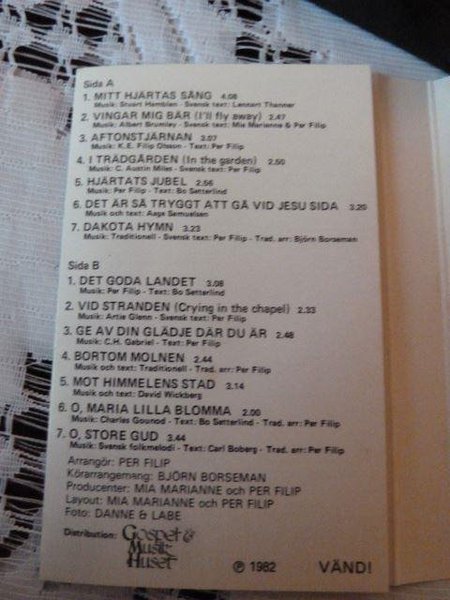 Sida A
1. MITT HJÄRTAS SÅNG 4.08
Musik: Stuart Hamblen - Svensk text: Lennart Thanner
2. VINGAR MIG BÄR (I'll fly away) 2.47
Musik: Albert Brumley - Svensk text: Mia Marianne & Per Filip
3. AFTONSTJÄRNAN 3.07
Musik: K.E. Filip Olsson - Text: Per Filip
4. I TRÄDGÅRDEN (In the garden) 2.50
Musik: C. Austin Miles - Svensk text: Per Filip
5. HJÄRTATS JUBEL 2.56
Musik: Per Filip - Text: Bo Setterlind
6. DET ÄR SÅ TRYGGT ATT GÅ VID JESU SIDA 3.20
Musik och text: Aage Samuelsen
7. DAKOTA HYMN 3.23
Musik: Traditionell - Svensk text: Per Filip - Trad. arr: Björn Borseman
Sida B
1. DET GODA LANDET 3.08
Musik: Per Filip - Text: Bo Setterlind
2. VID STRANDEN (Crying in the chapel) 2.33
Musik: Artie Glenn - Svensk text: Per Filip
3. GE AV DIN GLÄDJE DÄR DU ÄR 2.48
Musik: C.H. Gabriel - Text: Per Filip
4. BORTOM MOLNEN 2.44
Musik och text: Traditionell - Trad. arr: Per Filip
5. MOT HIMMELENS STAD 3.14
Musik och text: David Wickberg
6. O, MARIA LILLA BLOMMA 2.00
Musik: Charles Gounod - Text: Bo Setterlind - Trad. arr: Per Filip
7. O, STORE GUD 3.44
Musik: Svensk folkmelodi - Text: Carl Boberg - Trad. arr: Per Filip
Arrangör: PER FILIP
Körarrangemang: BJÖRN BORSEMAN
Producenter: MIA MARIANNE och PER FILIP
Layout: MIA MARIANNE och PER FILIP
Foto: DANNE & LABE
Distribution: Gospel & Musik Huset
℗ 1982 VÄND!